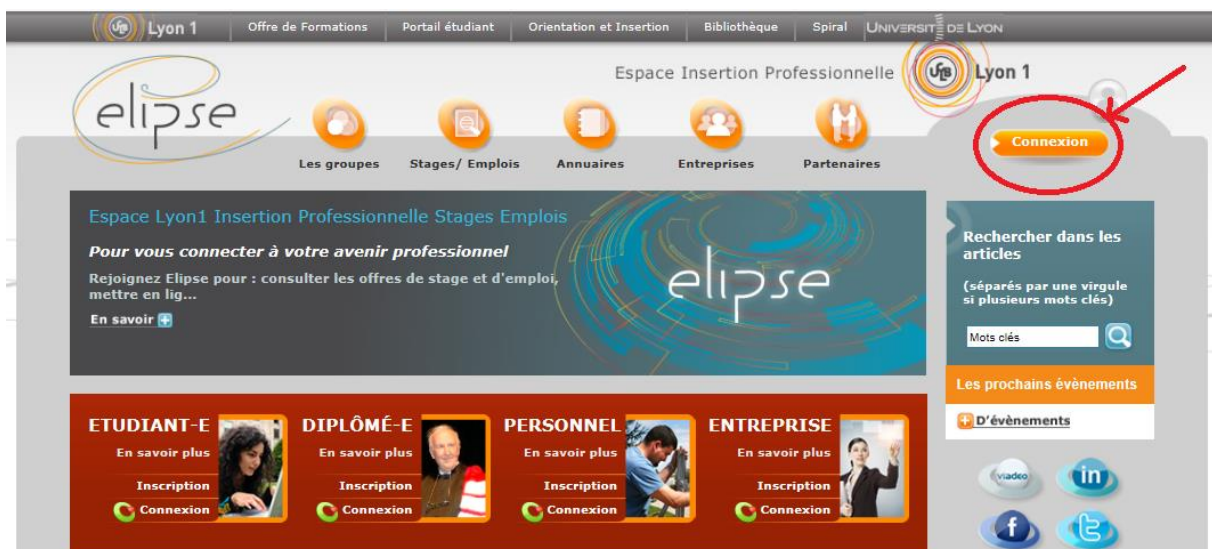 UCB Lyon 1 Offre de Formations Portail étudiant Orientation et Insertion Bibliothèque Spiral UNIVERSITÉ DE LYON
Espace Insertion Professionnelle UCB Lyon 1
elipse
Connexion
Les groupes Stages/ Emplois Annuaires Entreprises Partenaires
Espace Lyon1 Insertion Professionnelle Stages Emplois
Pour vous connecter à votre avenir professionnel
Rejoignez Elipse pour : consulter les offres de stage et d'emploi,
mettre en lig...
En savoir
elipse
Rechercher dans les
articles
(séparés par une virgule
si plusieurs mots clés)
Mots clés
Les prochains évènements
D'évènements
ETUDIANT-E
En savoir plus
Inscription
Connexion
DIPLÔMÉ-E
En savoir plus
Inscription
Connexion
PERSONNEL
En savoir plus
Inscription
Connexion
ENTREPRISE
En savoir plus
Inscription
Connexion
viadeo in
f t